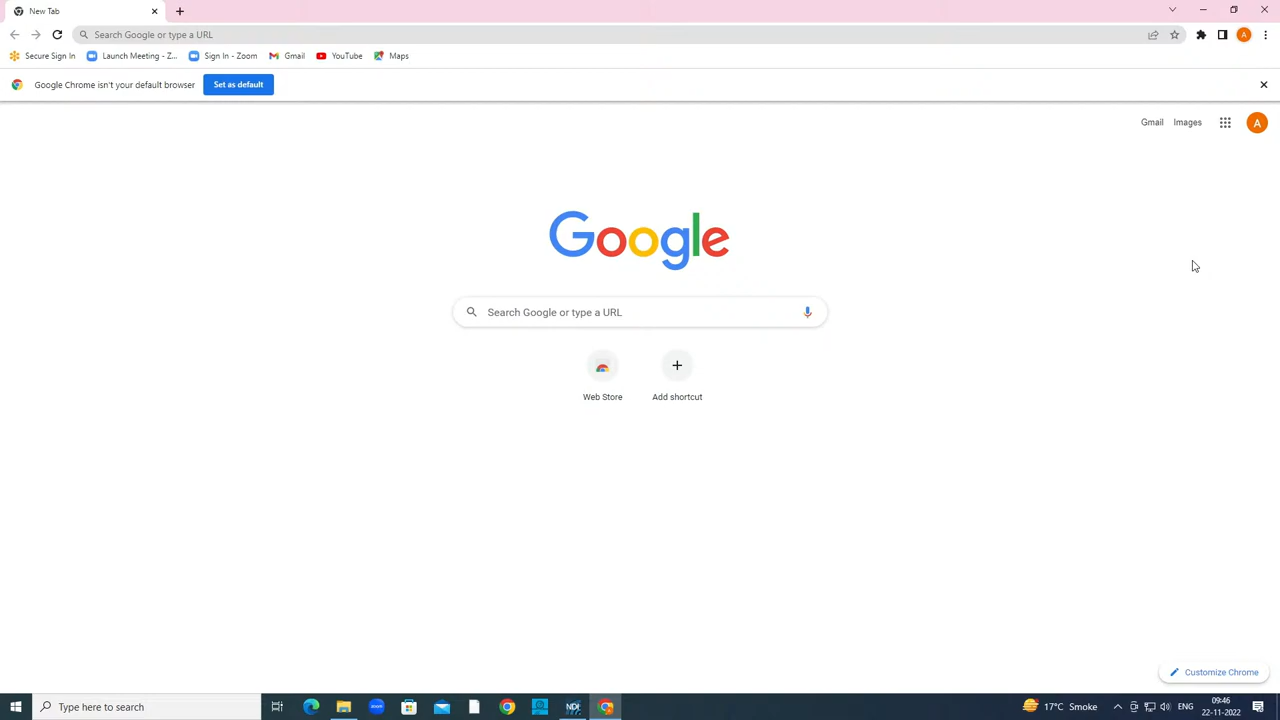 New Tab
Search Google or type a URL
A
Secure Sign In
Launch Meeting - Z...
Sign In - Zoom
Gmail
YouTube
Maps
Google Chrome isn't your default browser
Set as default
Gmail
Images
A
Google
Search Google or type a URL
Web Store
Add shortcut
Customize Chrome
Type here to search
zoom
NDI
17°C Smoke
ENG
09:46
22-11-2022